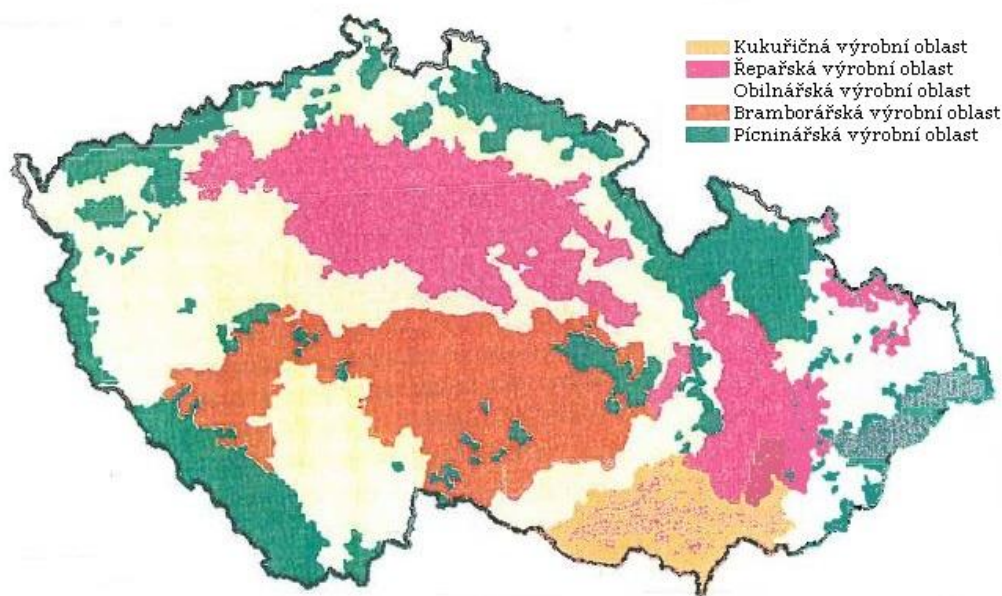 Kukuřičná výrobní oblast
Řepařská výrobní oblast
Obilnářská výrobní oblast
Bramborářská výrobní oblast
Pícninářská výrobní oblast